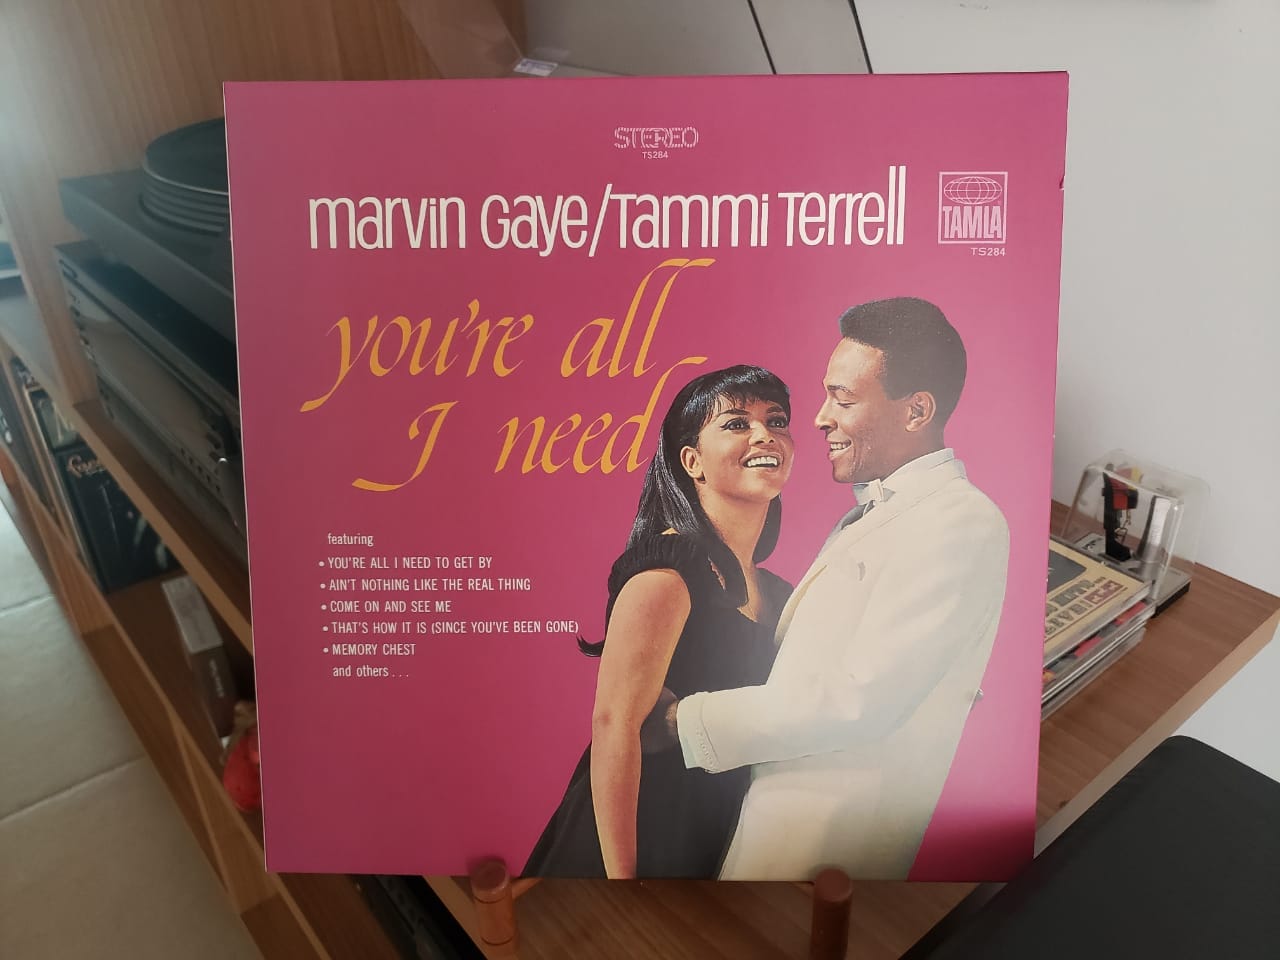 STEREO
TS284
marvin Gaye/Tammi Terrell
TAMLA
TS284
you're all
I need
featuring
• YOU'RE ALL I NEED TO GET BY
• AIN'T NOTHING LIKE THE REAL THING
• COME ON AND SEE ME
• THAT'S HOW IT IS (SINCE YOU'VE BEEN GONE)
• MEMORY CHEST
and others . . .